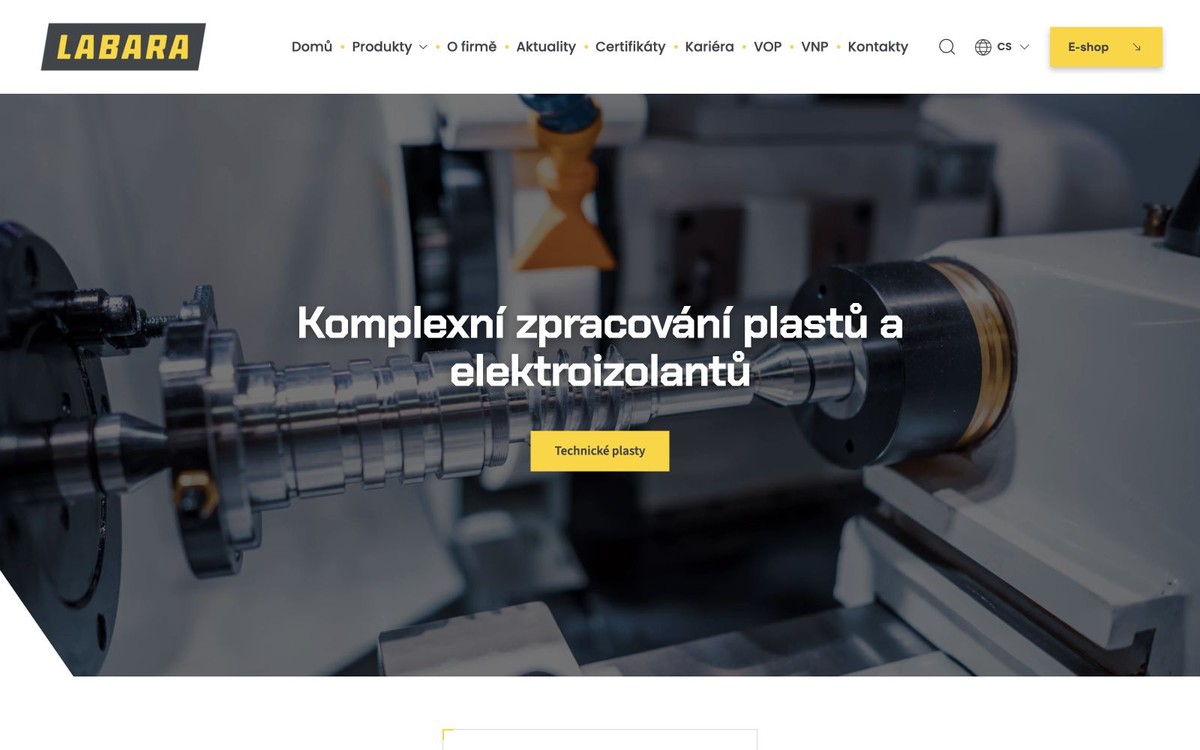 LABARA
Domů • Produkty • O firmě • Aktuality • Certifikáty • Kariéra • VOP • VNP • Kontakty
CS
E-shop
Komplexní zpracování plastů a
elektroizolantů
Technické plasty